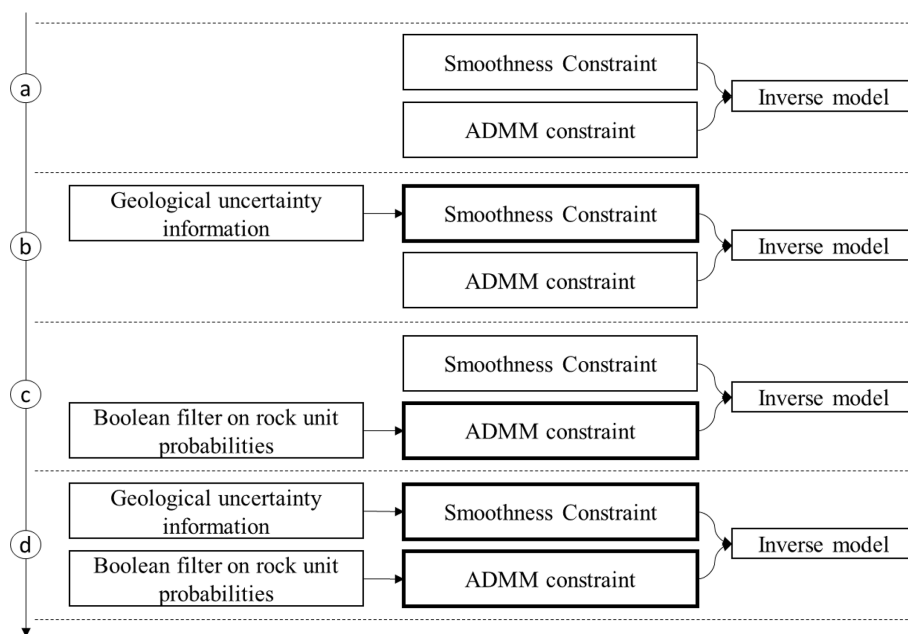 a
Smoothness Constraint
ADMM constraint
Inverse model
b
Geological uncertainty
information
Smoothness Constraint
ADMM constraint
Inverse model
c
Smoothness Constraint
Boolean filter on rock unit
probabilities
ADMM constraint
Inverse model
d
Geological uncertainty
information
Smoothness Constraint
Boolean filter on rock unit
probabilities
ADMM constraint
Inverse model